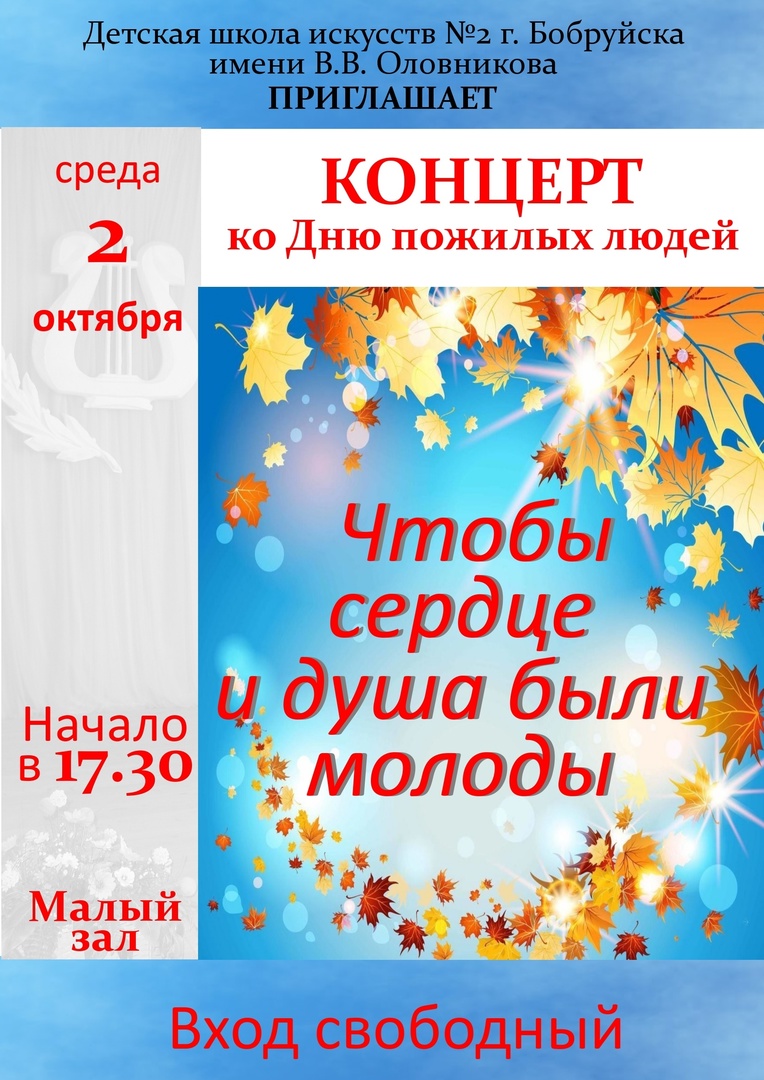 Детская школа искусств №2 г. Бобруйска
имени В.В. Оловникова
ПРИГЛАШАЕТ
среда
2
октября
КОНЦЕРТ
ко Дню пожилых людей
Чтобы
сердце
и душа были
молоды
Начало
в 17.30
Малый
зал
Вход свободный